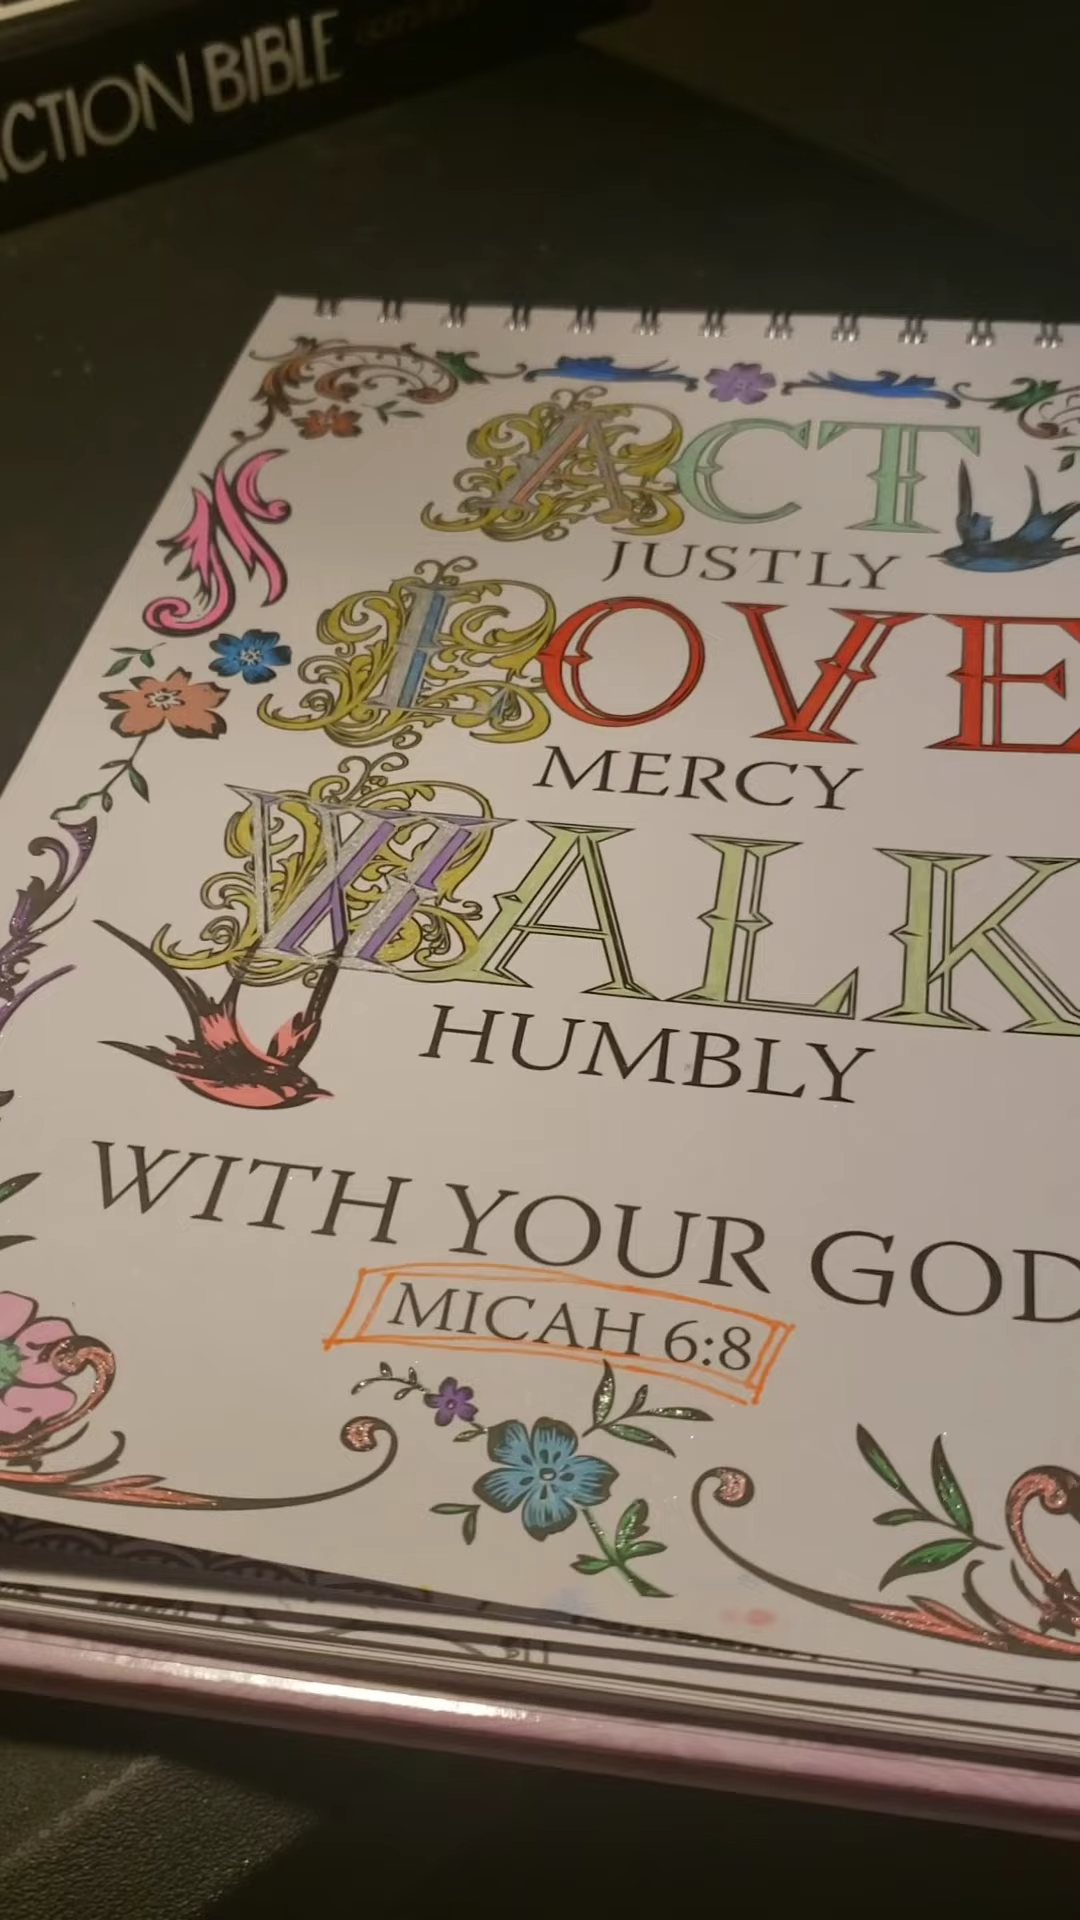 ACTION BIBLE
ACT
JUSTLY
LOVE
MERCY
WALK
HUMBLY
WITH YOUR GOD
MICAH 6:8